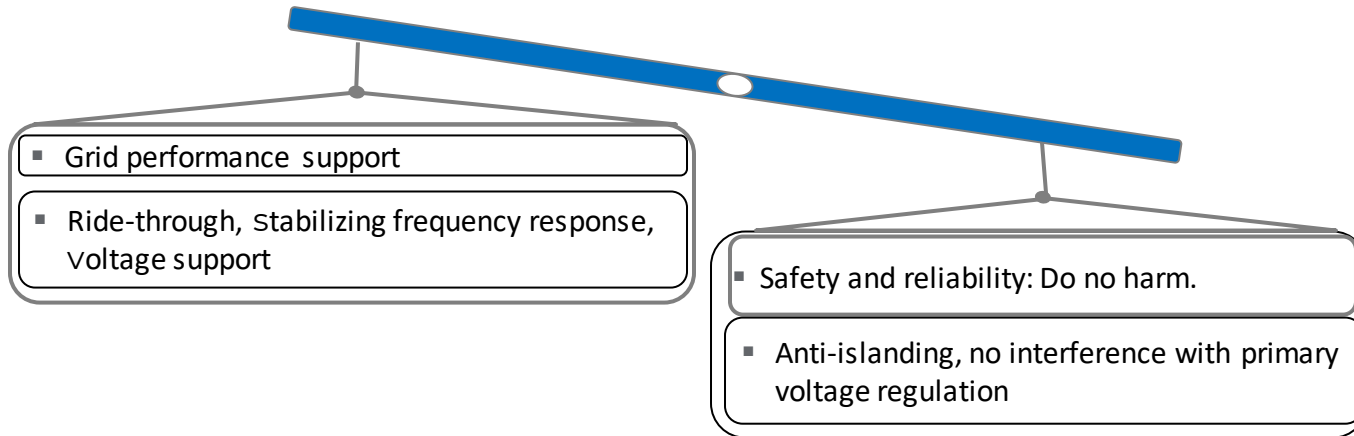 ▪ Grid performance support
▪ Ride-through, Stabilizing frequency response,
Voltage support
▪ Safety and reliability: Do no harm.
▪ Anti-islanding, no interference with primary
voltage regulation